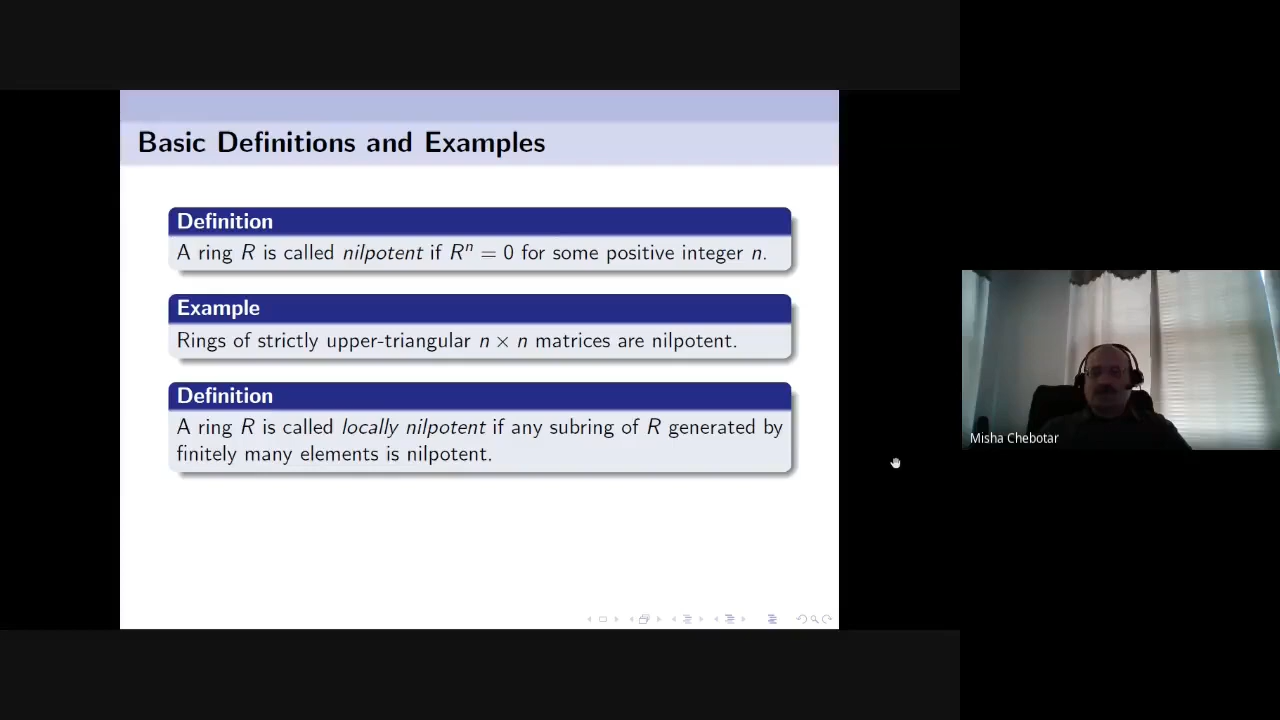 Basic Definitions and Examples
Definition
A ring R is called nilpotent if Rⁿ = 0 for some positive integer n.
Example
Rings of strictly upper-triangular n × n matrices are nilpotent.
Definition
A ring R is called locally nilpotent if any subring of R generated by
finitely many elements is nilpotent.
Misha Chebotar